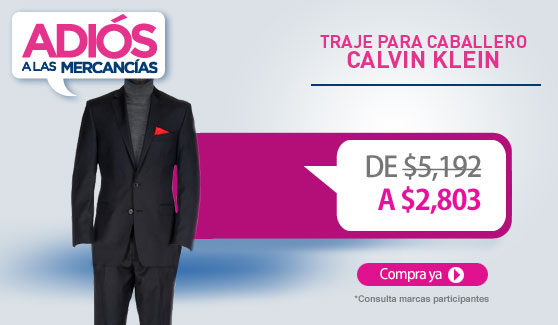 ADIÓS
A LAS MERCANCÍAS
TRAJE PARA CABALLERO
CALVIN KLEIN
DE $5,192
A $2,803
Compra ya
*Consulta marcas participantes